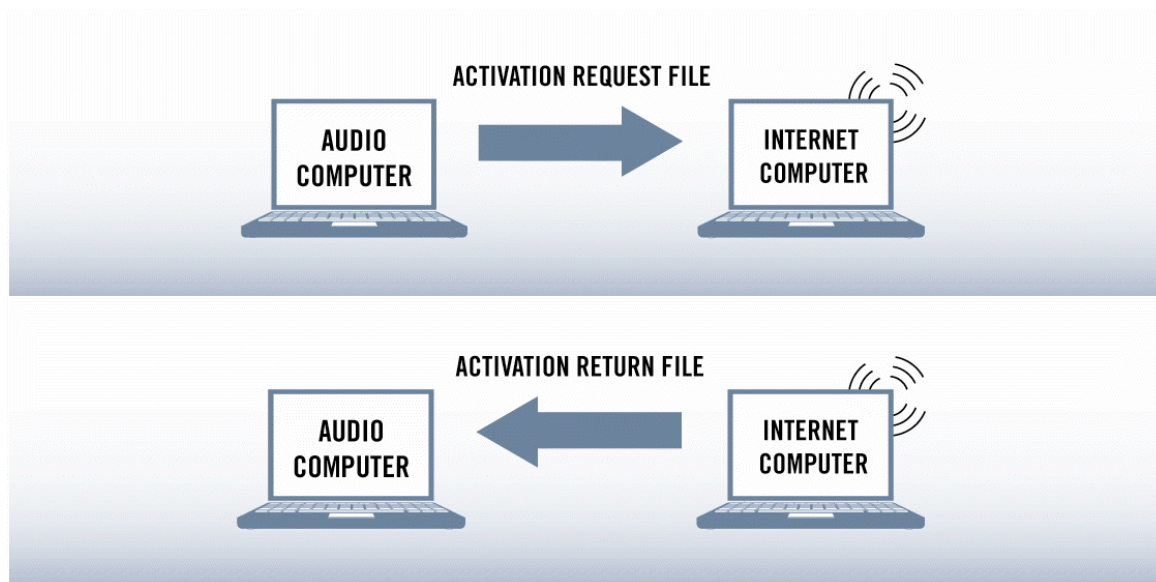 ACTIVATION REQUEST FILE
AUDIO
COMPUTER
INTERNET
COMPUTER
ACTIVATION RETURN FILE
AUDIO
COMPUTER
INTERNET
COMPUTER